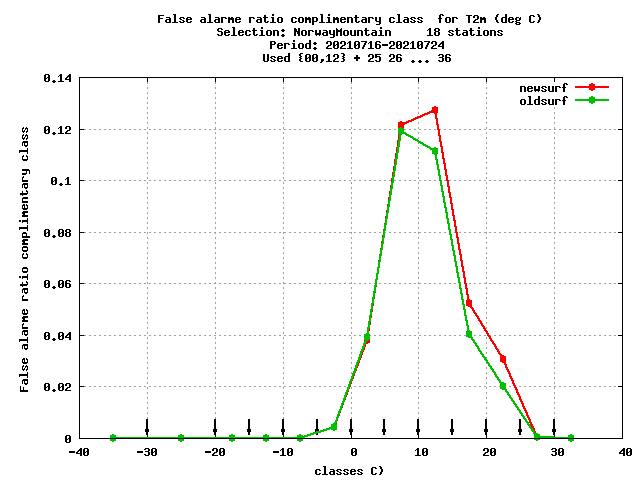 False alarme ratio complimentary class  for T2m (deg C)
Selection: NorwayMountain     18 stations
Period: 20210716-20210724
Used {00,12} + 25 26 ... 36
newsurf
oldsurf
False alarme ratio complimentary class
0.14
0.12
0.1
0.08
0.06
0.04
0.02
0
-40 -30 -20 -10 0 10 20 30 40
classes C)